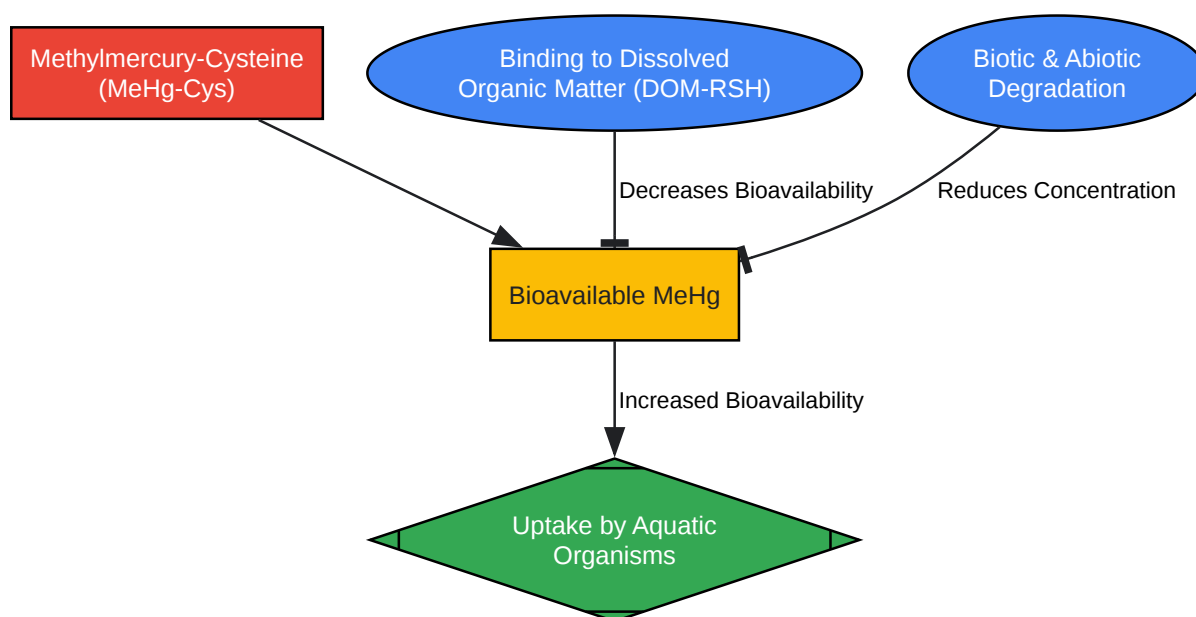 Methylmercury-Cysteine
(MeHg-Cys)
Binding to Dissolved
Organic Matter (DOM-RSH)
Biotic & Abiotic
Degradation
Decreases Bioavailability
Reduces Concentration
Bioavailable MeHg
Increased Bioavailability
Uptake by Aquatic
Organisms